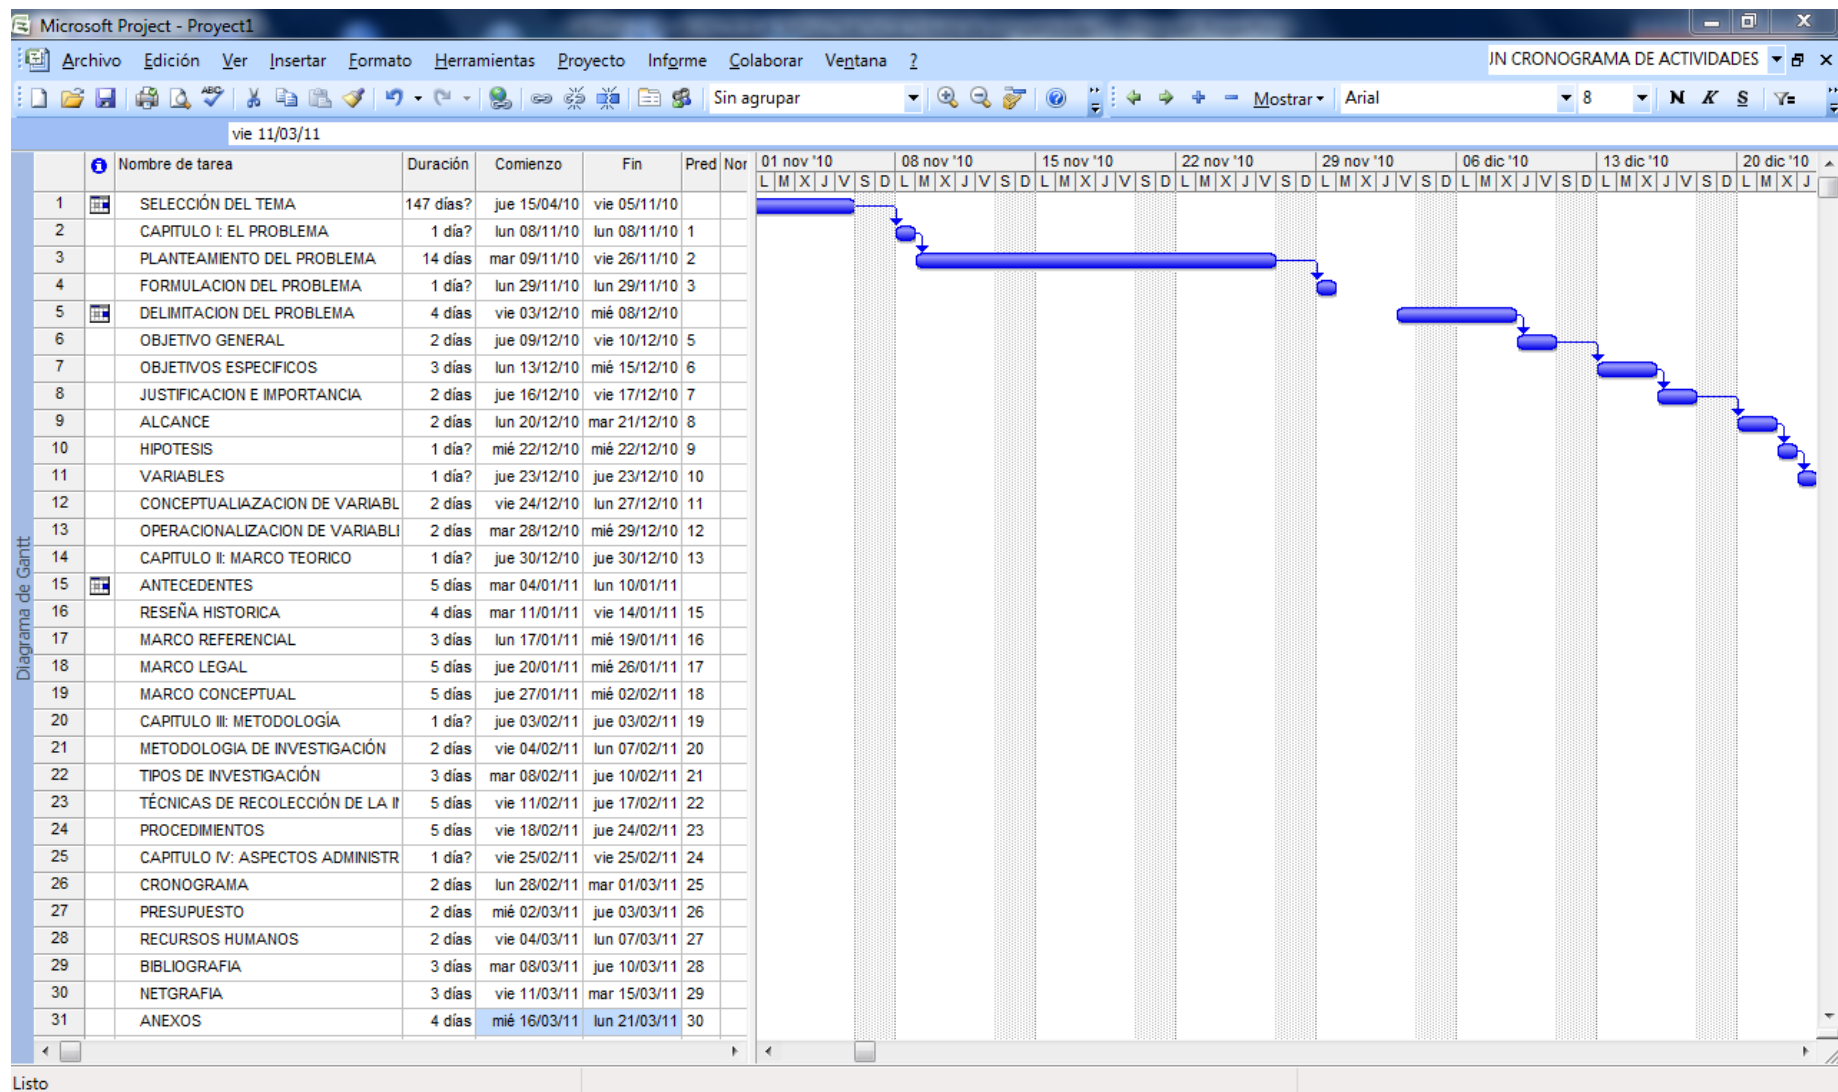 Microsoft Project - Proyect1
Archivo Edición Ver Insertar Formato Herramientas Proyecto Informe Colaborar Ventana ? JN CRONOGRAMA DE ACTIVIDADES
Sin agrupar Mostrar Arial 8 N K S
vie 11/03/11
Nombre de tarea Duración Comienzo Fin Pred Nor 01 nov '10 08 nov '10 15 nov '10 22 nov '10 29 nov '10 06 dic '10 13 dic '10 20 dic '10
L M X J V S D L M X J V S D L M X J V S D L M X J V S D L M X J V S D L M X J V S D L M X J V S D L M X J
1 SELECCIÓN DEL TEMA 147 días? jue 15/04/10 vie 05/11/10
2 CAPITULO I: EL PROBLEMA 1 día? lun 08/11/10 lun 08/11/10 1
3 PLANTEAMIENTO DEL PROBLEMA 14 días mar 09/11/10 vie 26/11/10 2
4 FORMULACION DEL PROBLEMA 1 día? lun 29/11/10 lun 29/11/10 3
5 DELIMITACION DEL PROBLEMA 4 días vie 03/12/10 mié 08/12/10
6 OBJETIVO GENERAL 2 días jue 09/12/10 vie 10/12/10 5
7 OBJETIVOS ESPECIFICOS 3 días lun 13/12/10 mié 15/12/10 6
8 JUSTIFICACION E IMPORTANCIA 2 días jue 16/12/10 vie 17/12/10 7
9 ALCANCE 2 días lun 20/12/10 mar 21/12/10 8
10 HIPOTESIS 1 día? mié 22/12/10 mié 22/12/10 9
11 VARIABLES 1 día? jue 23/12/10 jue 23/12/10 10
12 CONCEPTUALIAZACION DE VARIABL 2 días vie 24/12/10 lun 27/12/10 11
13 OPERACIONALIZACION DE VARIABLE 2 días mar 28/12/10 mié 29/12/10 12
14 CAPITULO II: MARCO TEORICO 1 día? jue 30/12/10 jue 30/12/10 13
15 ANTECEDENTES 5 días mar 04/01/11 lun 10/01/11
16 RESEÑA HISTORICA 4 días mar 11/01/11 vie 14/01/11 15
17 MARCO REFERENCIAL 3 días lun 17/01/11 mié 19/01/11 16
18 MARCO LEGAL 5 días jue 20/01/11 mié 26/01/11 17
19 MARCO CONCEPTUAL 5 días jue 27/01/11 mié 02/02/11 18
20 CAPITULO III: METODOLOGÍA 1 día? jue 03/02/11 jue 03/02/11 19
21 METODOLOGIA DE INVESTIGACIÓN 2 días vie 04/02/11 lun 07/02/11 20
22 TIPOS DE INVESTIGACIÓN 3 días mar 08/02/11 jue 10/02/11 21
23 TÉCNICAS DE RECOLECCIÓN DE LA 5 días vie 11/02/11 jue 17/02/11 22
24 PROCEDIMIENTOS 5 días vie 18/02/11 jue 24/02/11 23
25 CAPITULO IV: ASPECTOS ADMINISTR 1 día? vie 25/02/11 vie 25/02/11 24
26 CRONOGRAMA 2 días lun 28/02/11 mar 01/03/11 25
27 PRESUPUESTO 2 días mié 02/03/11 jue 03/03/11 26
28 RECURSOS HUMANOS 2 días vie 04/03/11 lun 07/03/11 27
29 BIBLIOGRAFIA 3 días mar 08/03/11 jue 10/03/11 28
30 NETGRAFIA 3 días vie 11/03/11 mar 15/03/11 29
31 ANEXOS 4 días mié 16/03/11 lun 21/03/11 30
Diagrama de Gantt
Listo